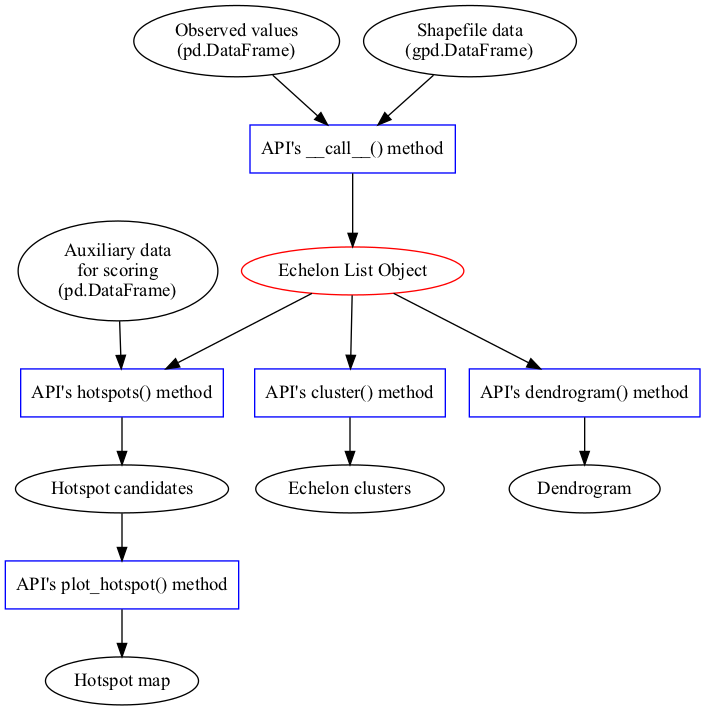 Observed values
(pd.DataFrame)
Shapefile data
(gpd.DataFrame)
API's __call__() method
Auxiliary data
for scoring
(pd.DataFrame)
Echelon List Object
API's hotspots() method
API's cluster() method
API's dendrogram() method
Hotspot candidates
Echelon clusters
Dendrogram
API's plot_hotspot() method
Hotspot map